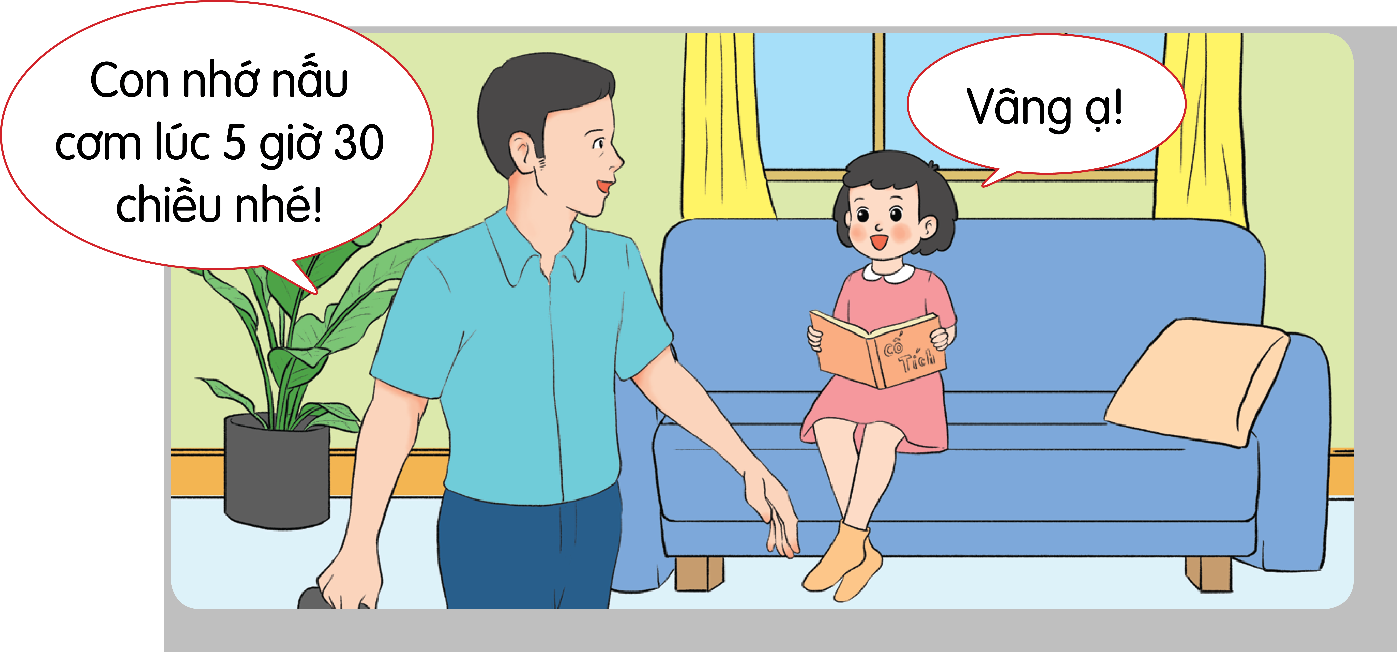 Con nhớ nấu
cơm lúc 5 giờ 30
chiều nhé!
Vâng ạ!
Cổ
Tích